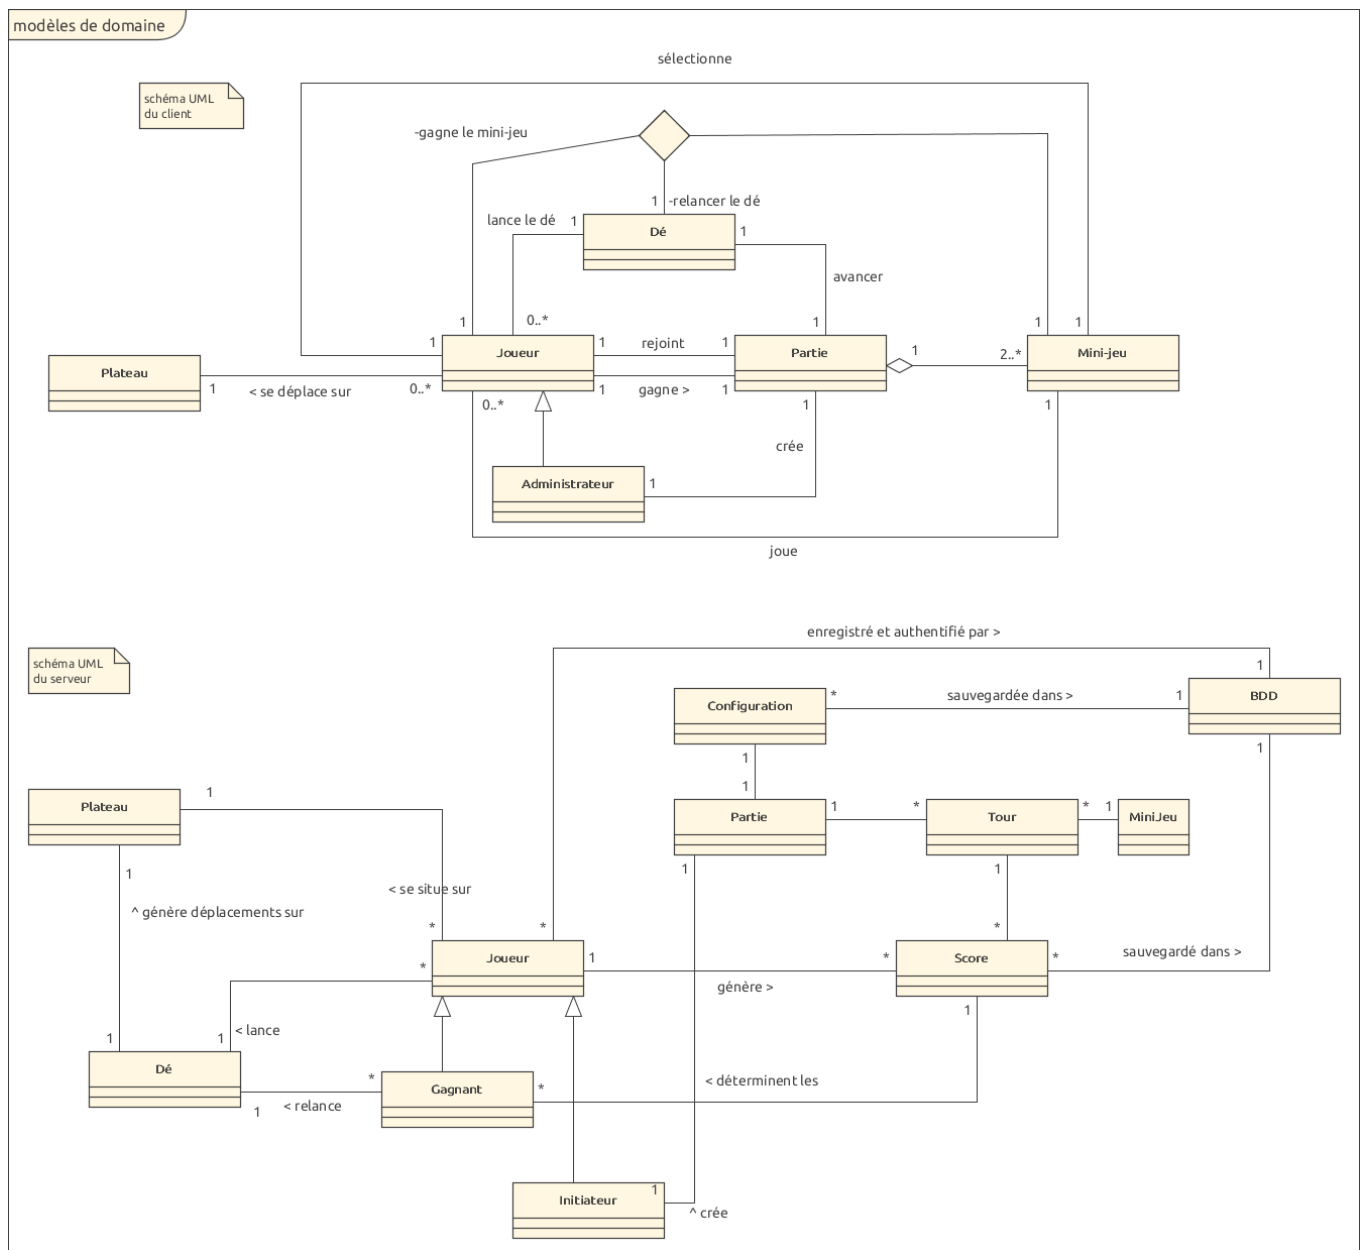 modèles de domaine
sélectionne
schéma UML
du client
-gagne le mini-jeu
1
-relancer le dé
lance le dé
1
Dé
1
avancer
1
0..*
1
1
1
1
Joueur
1
rejoint
1
Partie
1
2..*
Mini-jeu
Plateau
1
< se déplace sur
0..*
0..*
1
gagne >
1
1
1
crée
Administrateur
1
joue
enregistré et authentifié par >
schéma UML
du serveur
1
Configuration
*
sauvegardée dans >
1
BDD
1
1
1
1
Plateau
Partie
1
*
Tour
*
1
MiniJeu
1
1
1
< se situe sur
^ génère déplacements sur
*
*
*
*
Joueur
1
*
Score
*
sauvegardé dans >
génère >
1
1
1
< lance
Dé
*
Gagnant
*
< déterminent les
1
< relance
Initiateur
1
^ crée